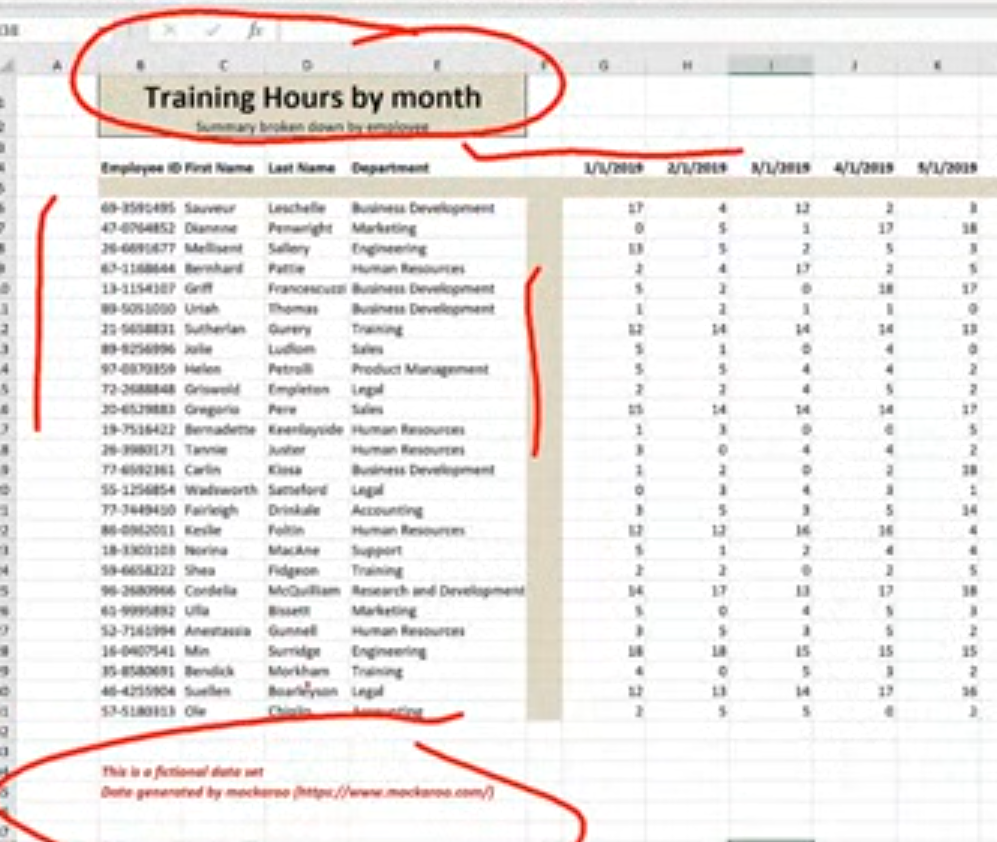 fx
A B C D E F G H I J K
Training Hours by month
Summary broken down by employee
Employee ID First Name Last Name Department 1/1/2019 2/1/2019 3/1/2019 4/1/2019 5/1/2019
69-3591495 Sauveur Leschelle Business Development 17 4 12 2 3
47-0764852 Diannne Penwright Marketing 0 5 1 17 18
26-6691677 Mellisent Sallery Engineering 13 5 2 5 3
67-1168644 Bernhard Pattie Human Resources 2 4 17 2 5
13-1154107 Griff Francescuzzi Business Development 5 2 0 18 17
89-5051010 Uriah Thomas Business Development 1 2 1 1 0
21-5658831 Sutherlan Gurery Training 12 14 14 14 13
89-9256996 Jolie Ludlom Sales 5 1 0 4 0
97-0370359 Helen Petrolli Product Management 5 5 4 4 2
72-2688848 Griswold Empleton Legal 2 2 4 5 2
20-6529883 Gregorio Pere Sales 15 14 14 14 17
19-7516422 Bernadette Keenlayside Human Resources 1 3 0 0 5
26-3980171 Tannie Juster Human Resources 3 0 4 4 2
77-6592361 Carlin Kiosa Business Development 1 2 0 2 18
55-1256854 Wadsworth Satteford Legal 0 3 4 3 1
77-7449410 Fairleigh Drinkale Accounting 3 5 3 5 14
86-0362011 Keslie Foltin Human Resources 12 12 16 16 4
18-3303103 Norina MacAne Support 5 1 2 4 4
59-6658222 Shea Fidgeon Training 2 2 0 2 5
96-2680966 Cordelia McQuilliam Research and Development 14 17 13 17 18
61-9995892 Ulla Bissett Marketing 5 0 4 5 3
52-7161994 Anestassia Gunnell Human Resources 3 5 3 5 2
16-0407541 Min Surridge Engineering 18 18 15 15 15
35-8580691 Bendick Morkham Training 4 0 5 3 2
46-4255904 Suellen Legal 12 13 14 17 16
57-5180313 Ole Accounting 2 5 5 0 2
This is a fictional data set
Data generated by mockaroo (https://www.mockaroo.com/)